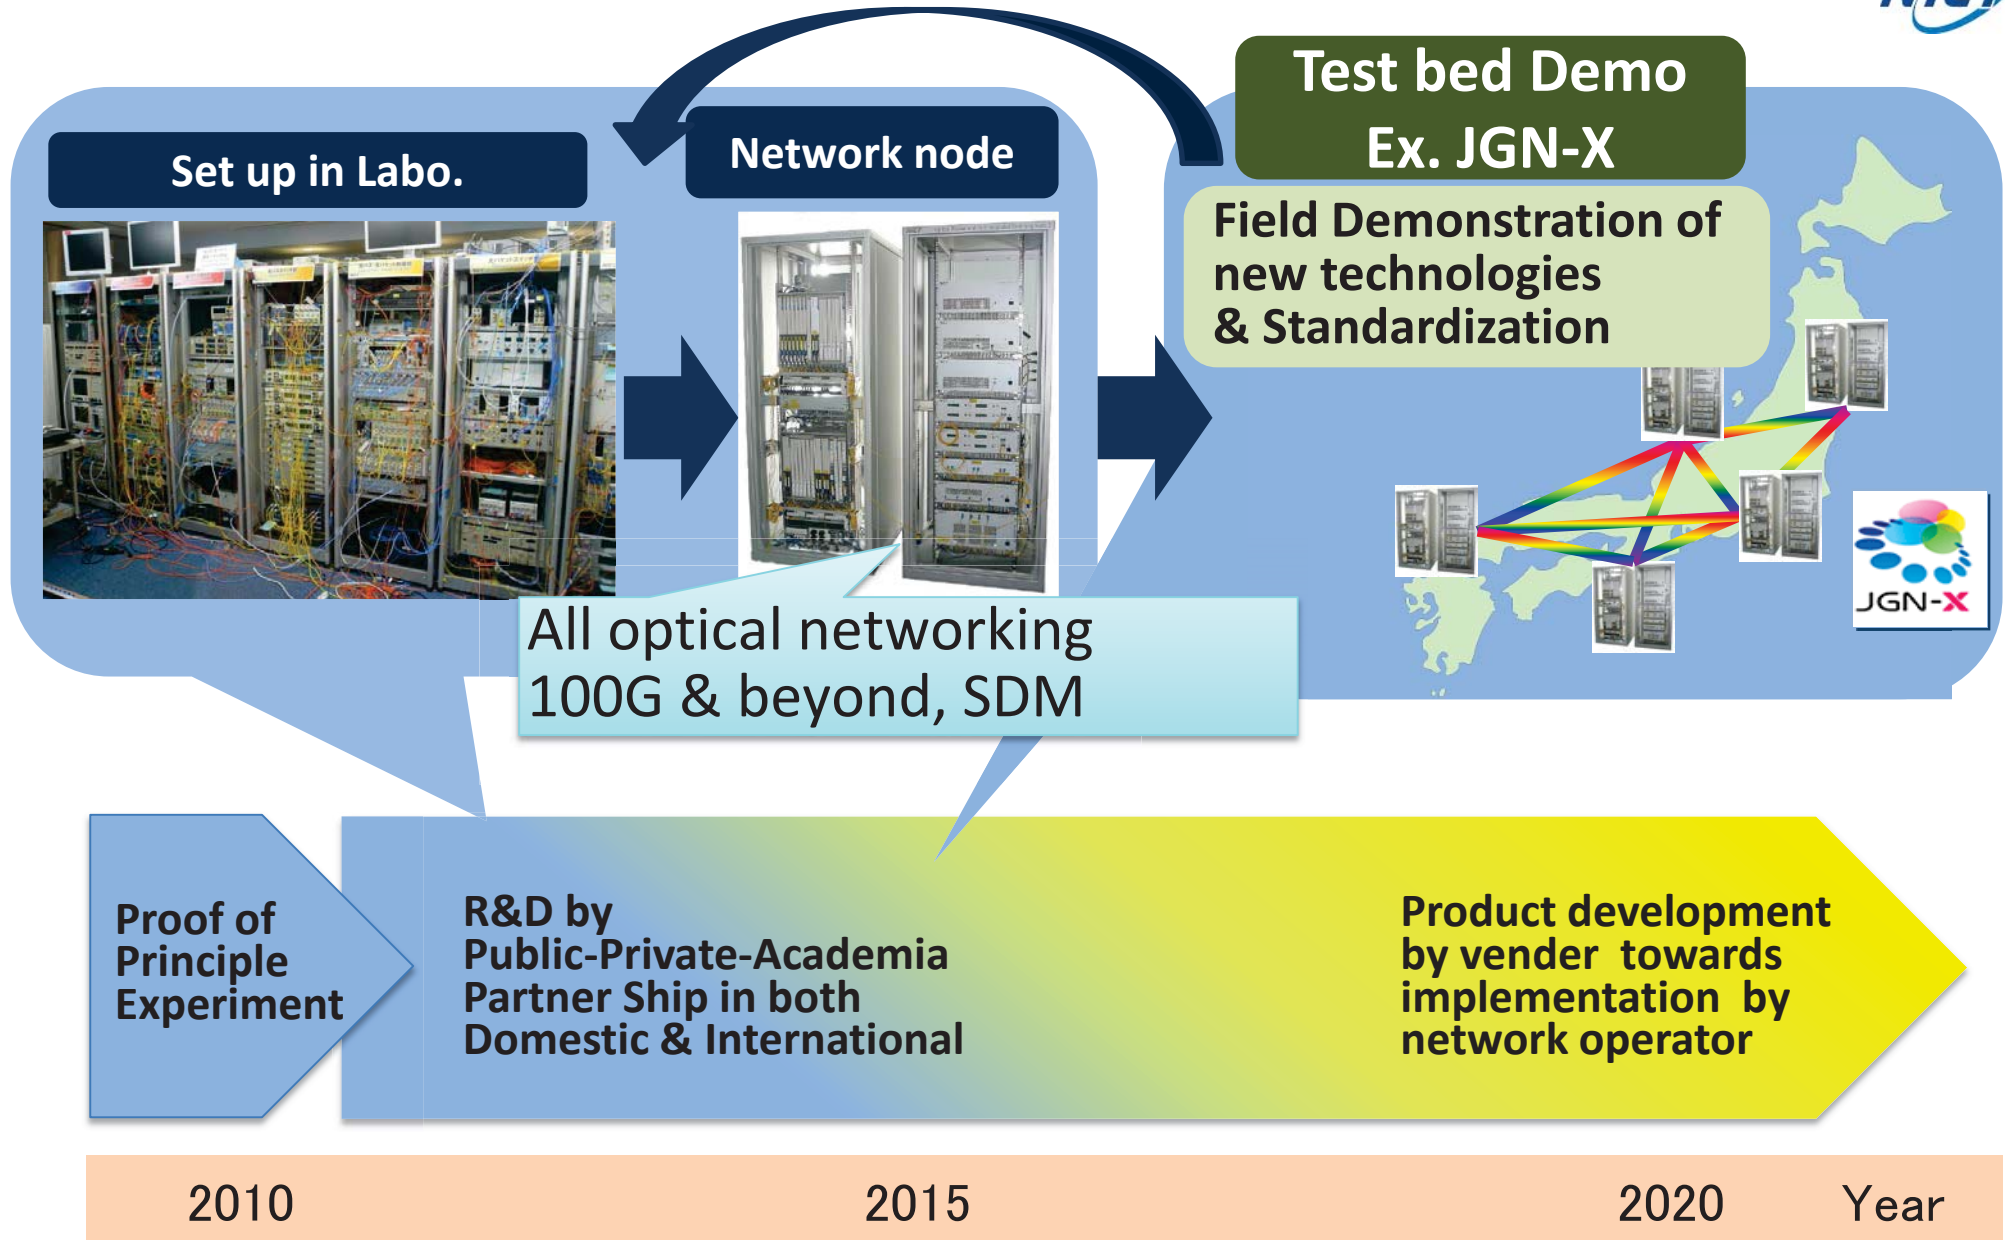 Test bed Demo
Ex. JGN-X
Set up in Labo.
Network node
Field Demonstration of
new technologies
& Standardization
JGN-X
All optical networking
100G & beyond, SDM
Proof of
Principle
Experiment
R&D by
Public-Private-Academia
Partner Ship in both
Domestic & International
Product development
by vender towards
implementation by
network operator
2010
2015
2020
Year